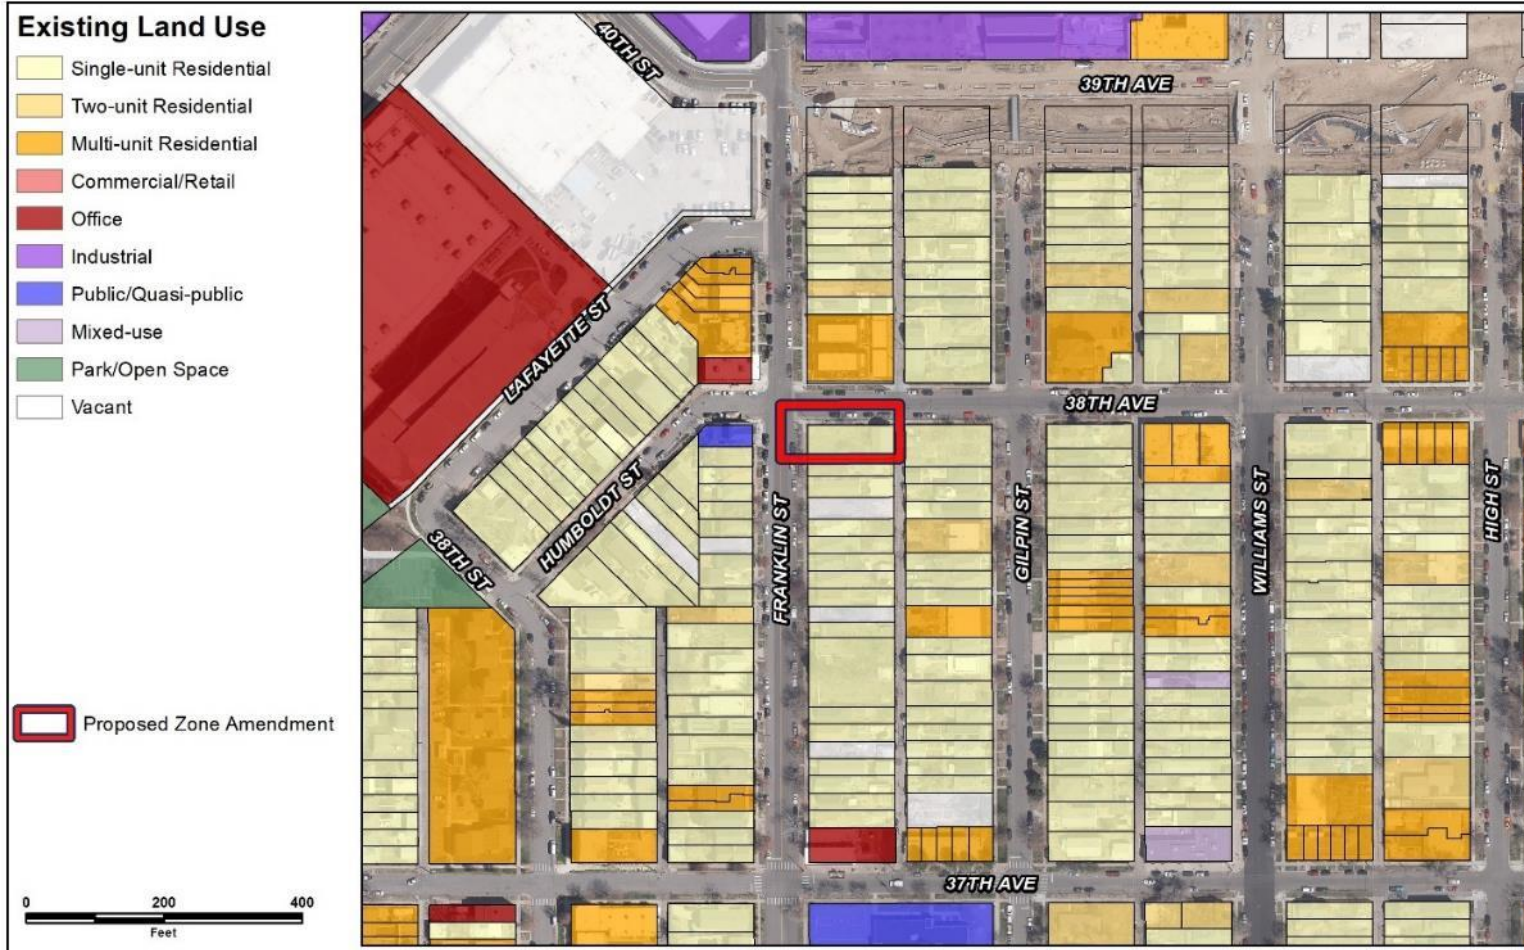 Existing Land Use
Single-unit Residential
Two-unit Residential
Multi-unit Residential
Commercial/Retail
Office
Industrial
Public/Quasi-public
Mixed-use
Park/Open Space
Vacant
Proposed Zone Amendment
0 200 400
Feet
40TH ST
39TH AVE
LAFAYETTE ST
38TH AVE
HUMBOLDT ST
38TH ST
FRANKLIN ST
GILPIN ST
WILLIAMS ST
HIGH ST
37TH AVE